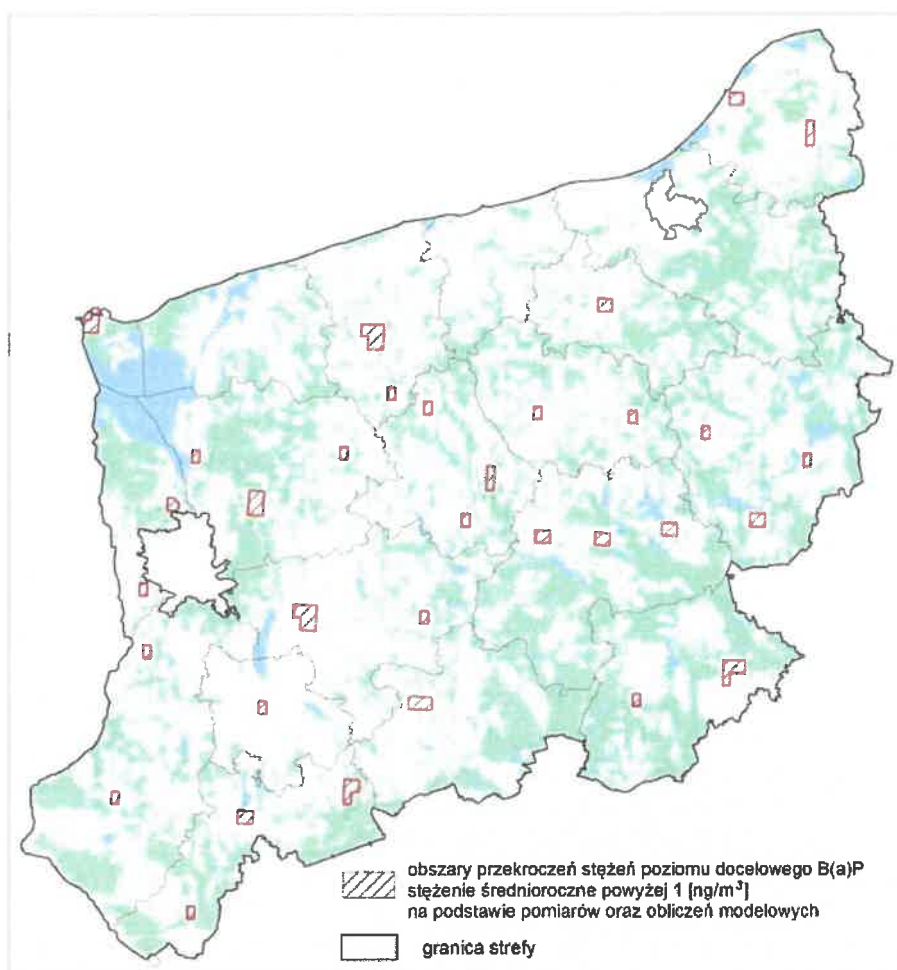 obszary przekroczeń stężeń poziomu docelowego B(a)P
stężenie średnioroczne powyżej 1 [ng/m³]
na podstawie pomiarów oraz obliczeń modelowych
granica strefy